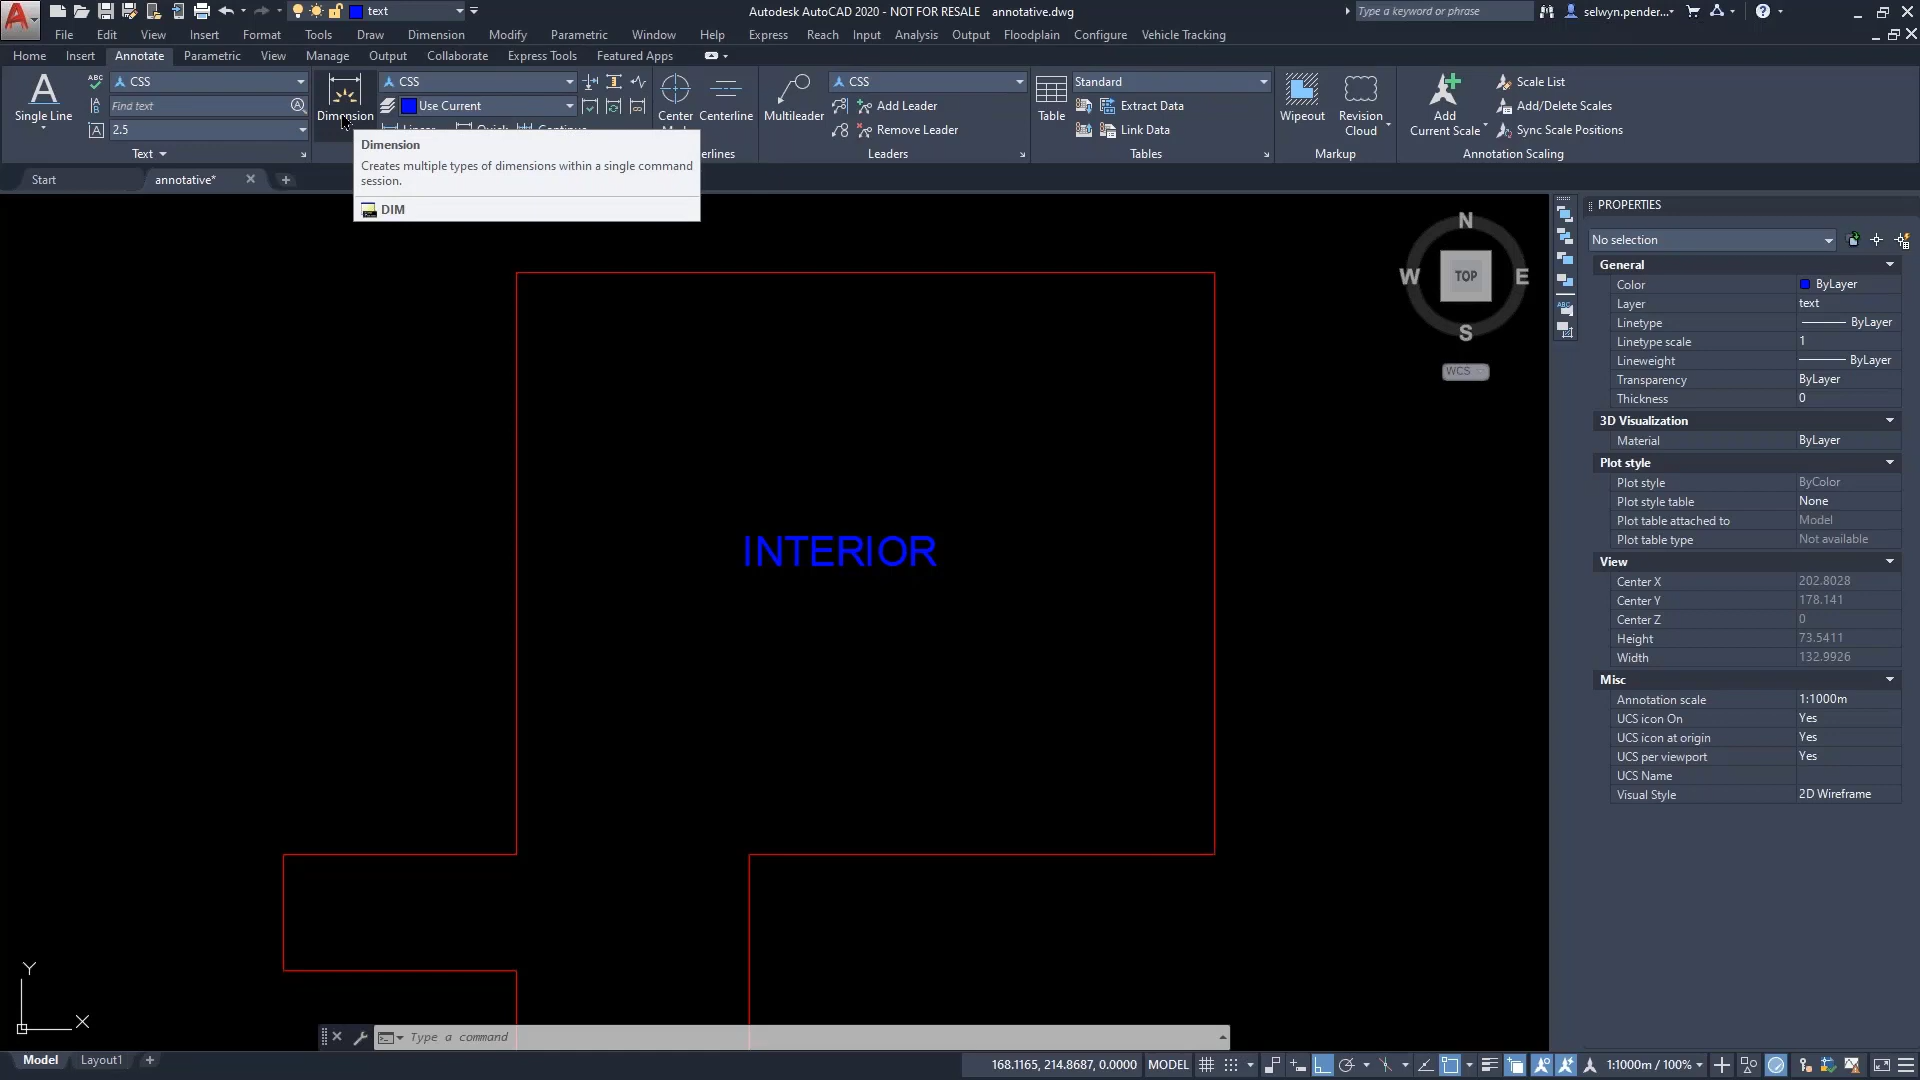 text
Autodesk AutoCAD 2020 - NOT FOR RESALE annotative.dwg
Type a keyword or phrase
selwyn.pender...
File Edit View Insert Format Tools Draw Dimension Modify Parametric Window Help Express Reach Input Analysis Output Floodplain Configure Vehicle Tracking
Home Insert Annotate Parametric View Manage Output Collaborate Express Tools Featured Apps
Single Line
CSS
Find text
2.5
Text
Dimension
CSS
Use Current
Center
Centerline
Multileader
CSS
Add Leader
Remove Leader
Leaders
Table
Standard
Extract Data
Link Data
Tables
Wipeout
Revision
Cloud
Markup
Add
Current Scale
Scale List
Add/Delete Scales
Sync Scale Positions
Annotation Scaling
Dimension
Creates multiple types of dimensions within a single command
session.
DIM
Start
annotative*
N
W
TOP
E
S
WCS
INTERIOR
Y
X
Type a command
PROPERTIES
No selection
General
Color ByLayer
Layer text
Linetype ByLayer
Linetype scale 1
Lineweight ByLayer
Transparency ByLayer
Thickness 0
3D Visualization
Material ByLayer
Plot style
Plot style ByColor
Plot style table None
Plot table attached to Model
Plot table type Not available
View
Center X 202.8028
Center Y 178.141
Center Z 0
Height 73.5411
Width 132.9926
Misc
Annotation scale 1:1000m
UCS icon On Yes
UCS icon at origin Yes
UCS per viewport Yes
UCS Name
Visual Style 2D Wireframe
Model Layout1
168.1165, 214.8687, 0.0000 MODEL
1:1000m / 100%